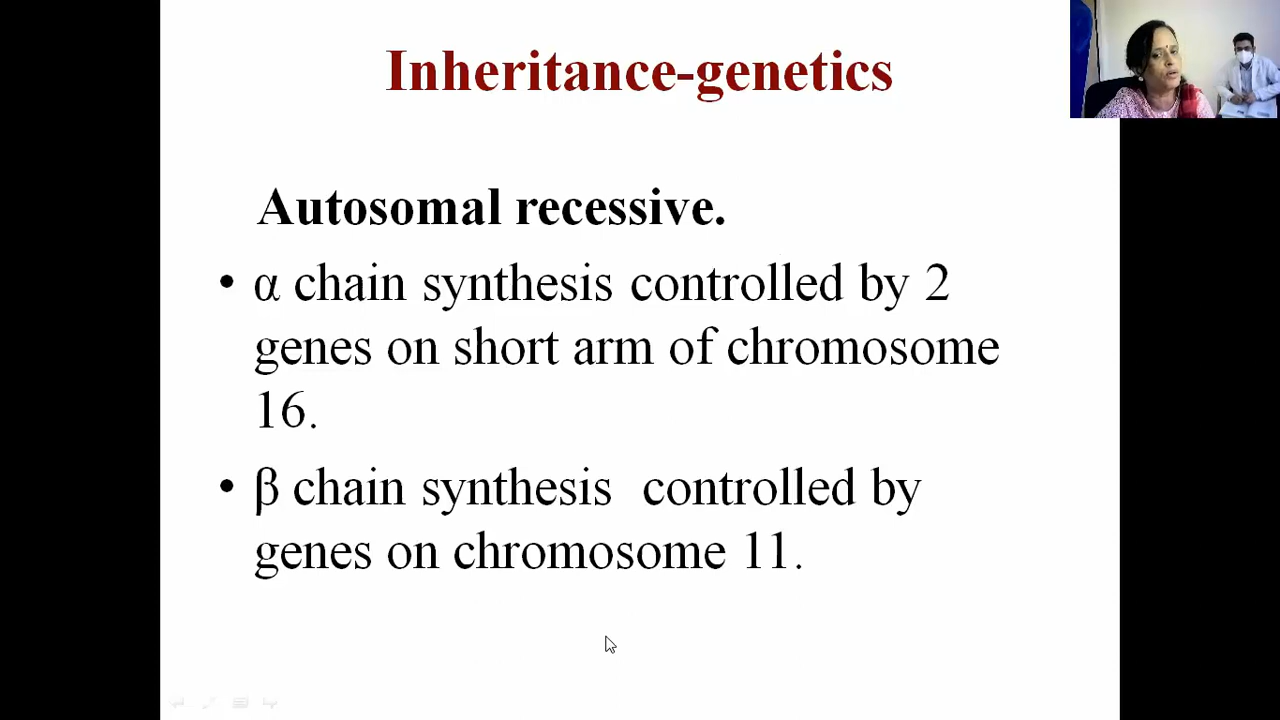 Inheritance-genetics
Autosomal recessive.
• α chain synthesis controlled by 2
genes on short arm of chromosome
16.
• β chain synthesis  controlled by
genes on chromosome 11.